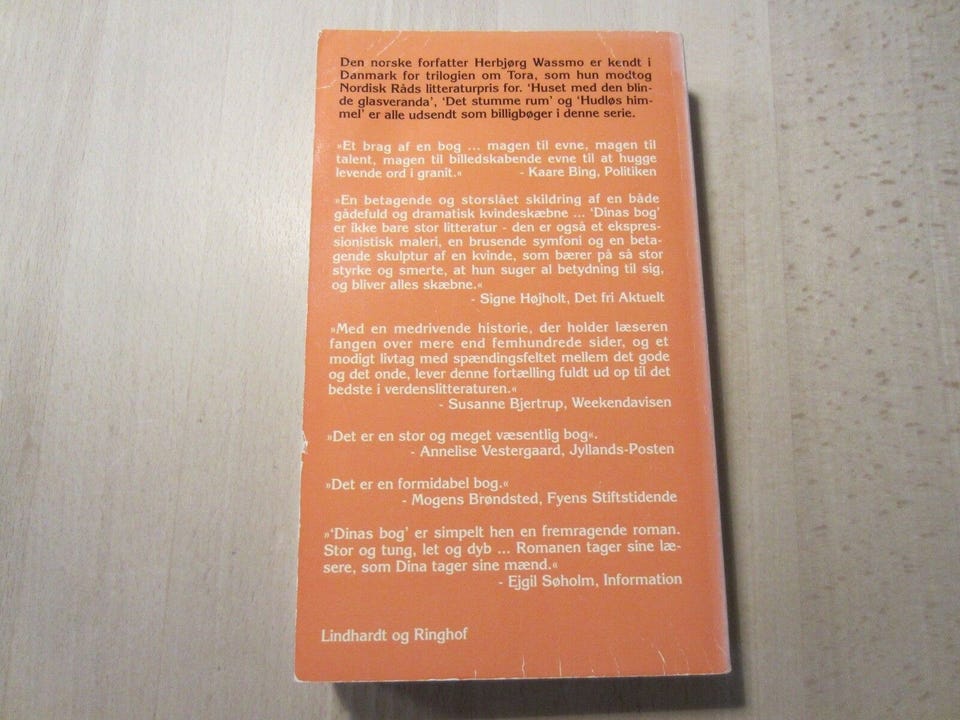 Den norske forfatter Herbjørg Wassmo er kendt i
Danmark for trilogien om Tora, som hun modtog
Nordisk Råds litteraturpris for. 'Huset med den blin-
de glasveranda', 'Det stumme rum' og 'Hudløs him-
mel' er alle udsendt som billigbøger i denne serie.
»Et brag af en bog ... magen til evne, magen til
talent, magen til billedskabende evne til at hugge
levende ord i granit.« - Kaare Bing, Politiken
»En betagende og storslået skildring af en både
gådefuld og dramatisk kvindeskæbne ... 'Dinas bog'
er ikke bare stor litteratur - den er også et ekspres-
sionistisk maleri, en brusende symfoni og en beta-
gende skulptur af en kvinde, som bærer på så stor
styrke og smerte, at hun suger al betydning til sig,
og bliver alles skæbne.«
- Signe Højholt, Det fri Aktuelt
»Med en medrivende historie, der holder læseren
fangen over mere end femhundrede sider, og et
modigt livtag med spændingsfeltet mellem det gode
og det onde, lever denne fortælling fuldt ud op til det
bedste i verdenslitteraturen.«
- Susanne Bjertrup, Weekendavisen
»Det er en stor og meget væsentlig bog«.
- Annelise Vestergaard, Jyllands-Posten
»Det er en formidabel bog.«
- Mogens Brøndsted, Fyens Stiftstidende
»'Dinas bog' er simpelt hen en fremragende roman.
Stor og tung, let og dyb ... Romanen tager sine læ-
sere, som Dina tager sine mænd.«
- Ejgil Søholm, Information
Lindhardt og Ringhof